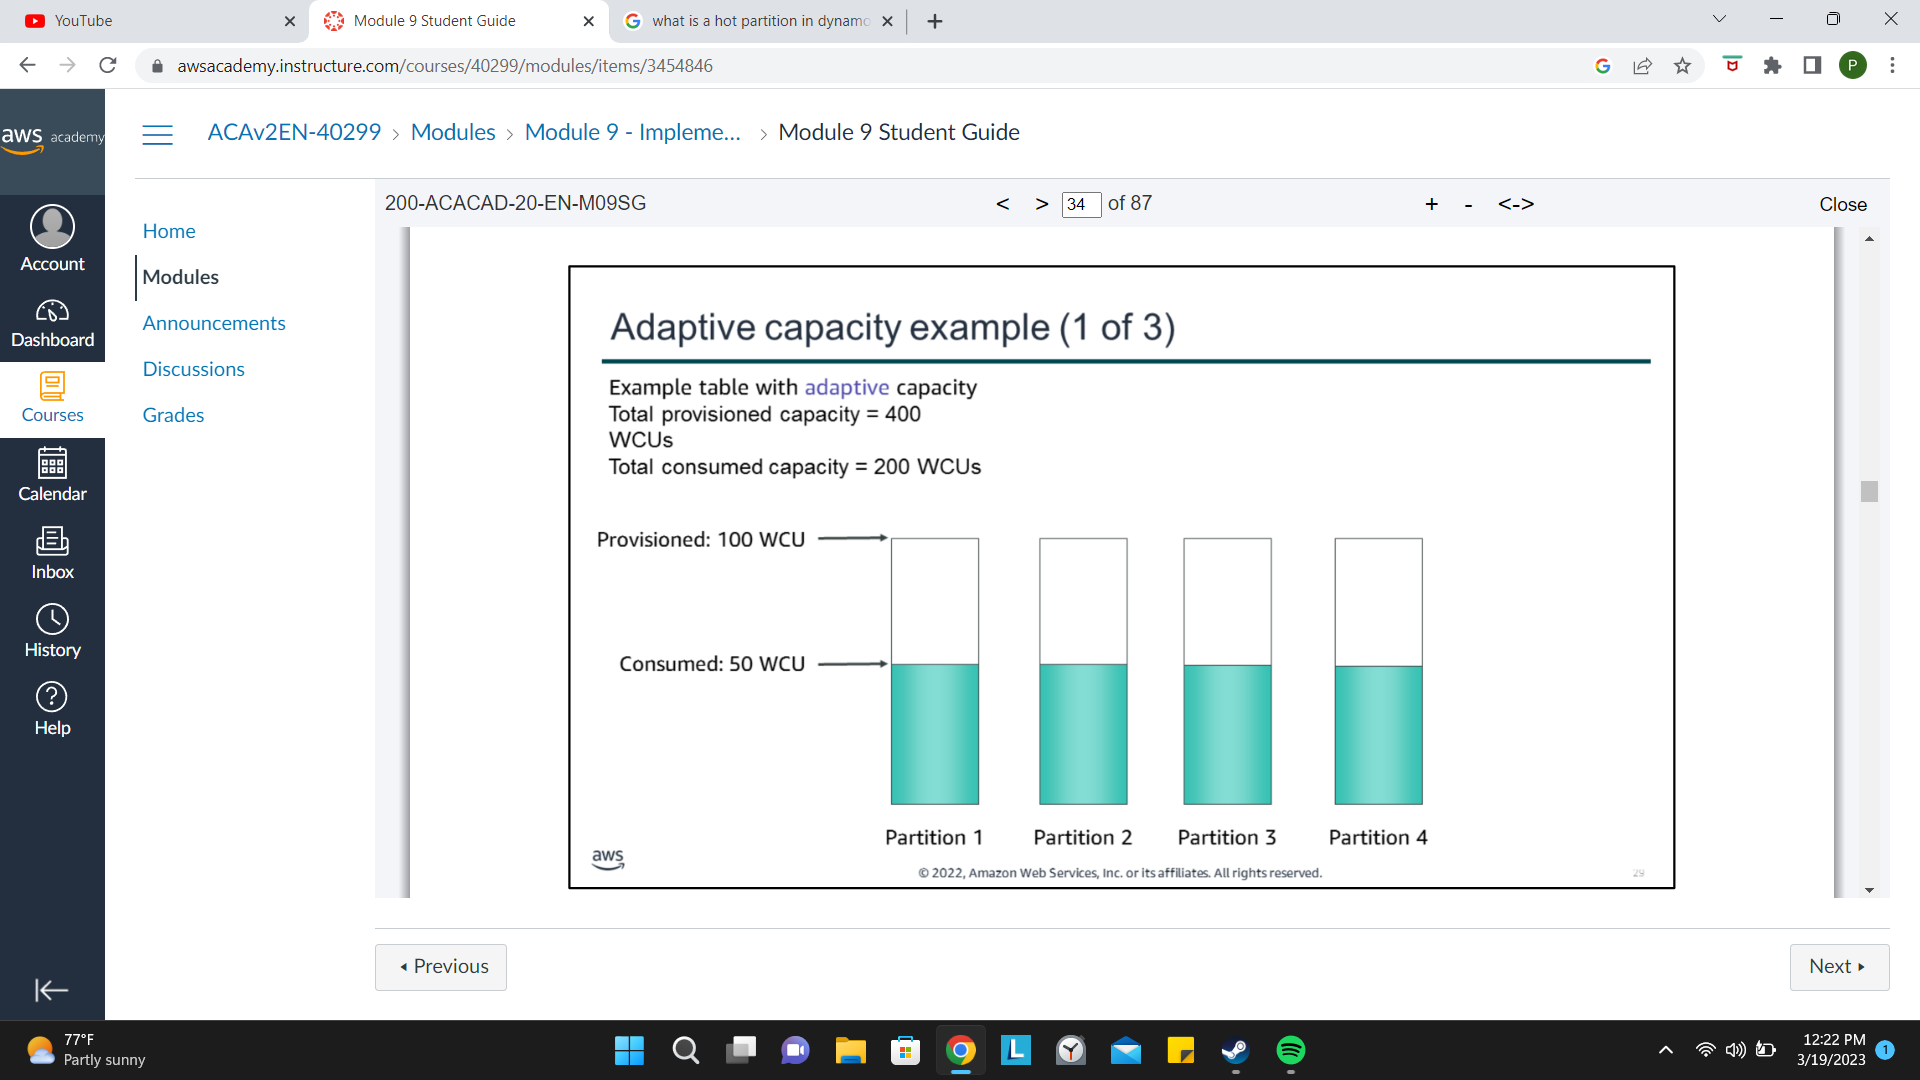 YouTube
Module 9 Student Guide
what is a hot partition in dynamo
awsacademy.instructure.com/courses/40299/modules/items/3454846
P
aws academy
ACAv2EN-40299 > Modules > Module 9 - Impleme... > Module 9 Student Guide
Account
Dashboard
Courses
Calendar
Inbox
History
Help
Home
Modules
Announcements
Discussions
Grades
200-ACACAD-20-EN-M09SG
< > 34 of 87
+ - <->
Close
Adaptive capacity example (1 of 3)
Example table with adaptive capacity
Total provisioned capacity = 400
WCUs
Total consumed capacity = 200 WCUs
Provisioned: 100 WCU
Consumed: 50 WCU
Partition 1 Partition 2 Partition 3 Partition 4
aws
© 2022, Amazon Web Services, Inc. or its affiliates. All rights reserved.
29
Previous
Next
77°F
Partly sunny
L
12:22 PM
3/19/2023
1